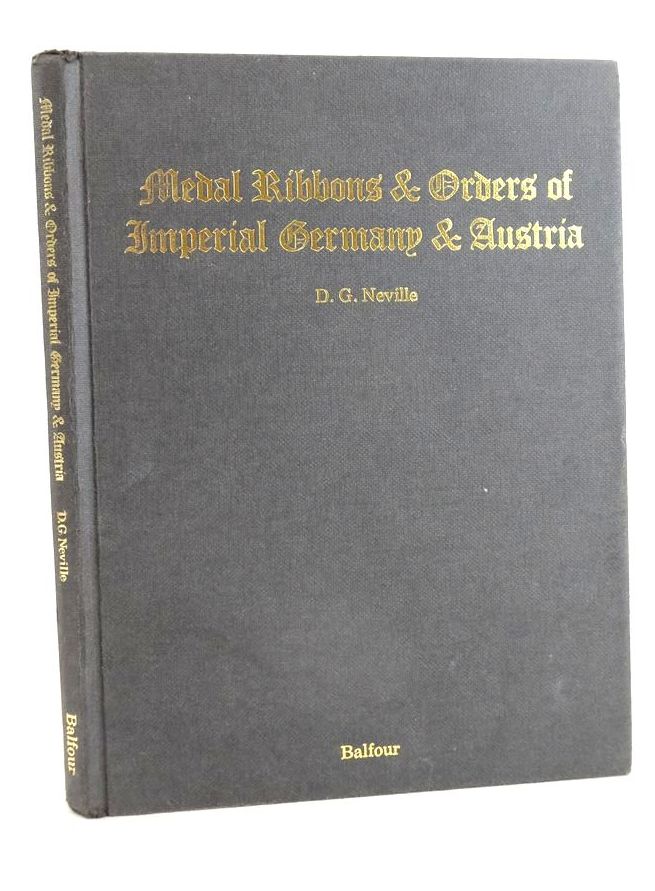 Medal Ribbons & Orders of
Imperial Germany & Austria
D. G. Neville
Balfour
Medal Ribbons & Orders of Imperial Germany & Austria D.G. Neville Balfour